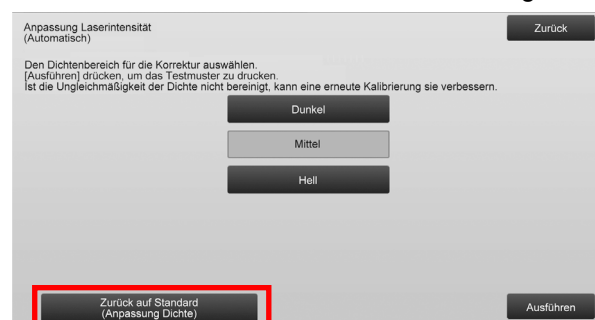 Anpassung Laserintensität
(Automatisch)
Zurück
Den Dichtenbereich für die Korrektur auswählen.
[Ausführen] drücken, um das Testmuster zu drucken.
Ist die Ungleichmäßigkeit der Dichte nicht bereinigt, kann eine erneute Kalibrierung sie verbessern.
Dunkel
Mittel
Hell
Zurück auf Standard
(Anpassung Dichte)
Ausführen